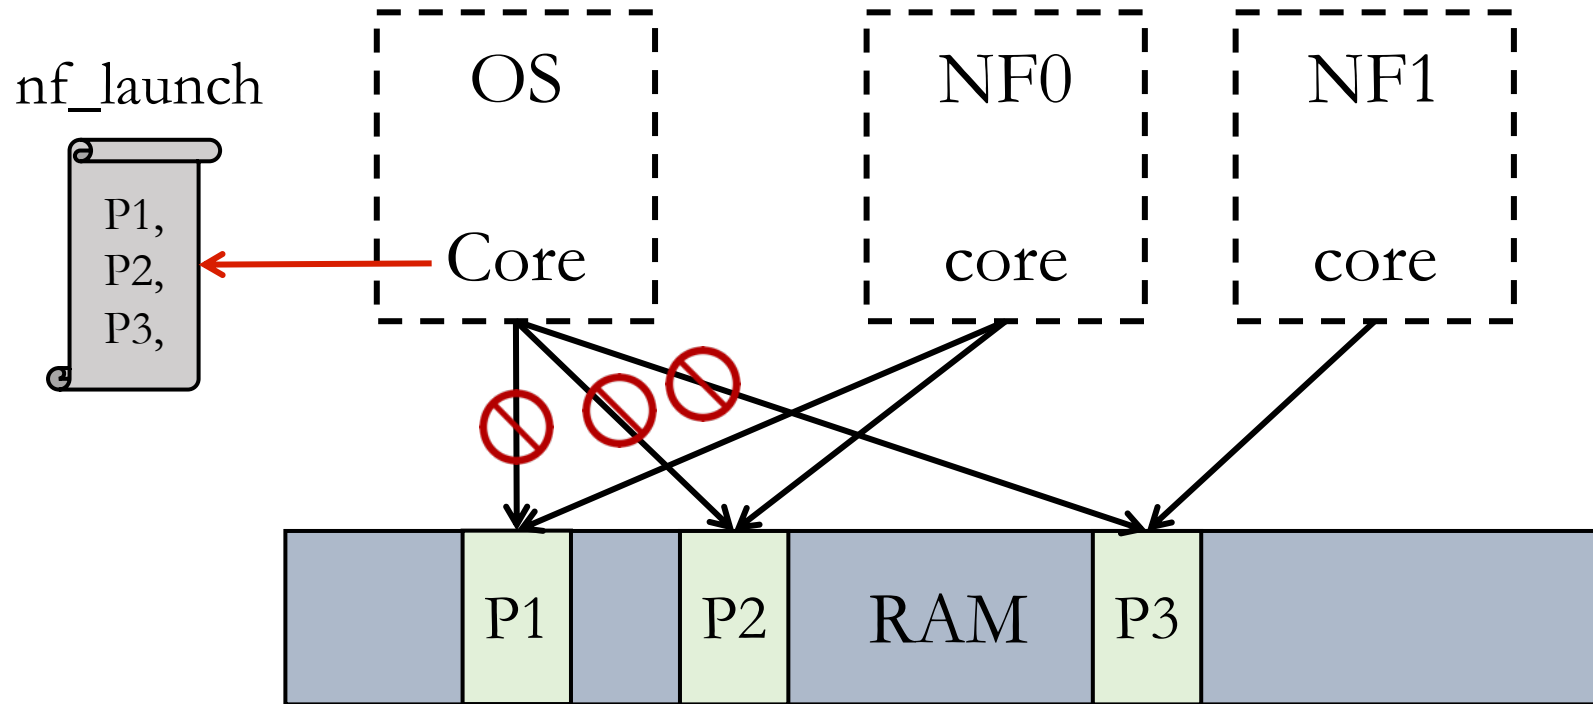 nf_launch
P1,
P2,
P3,
OS
Core
NF0
core
NF1
core
P1
P2
RAM
P3